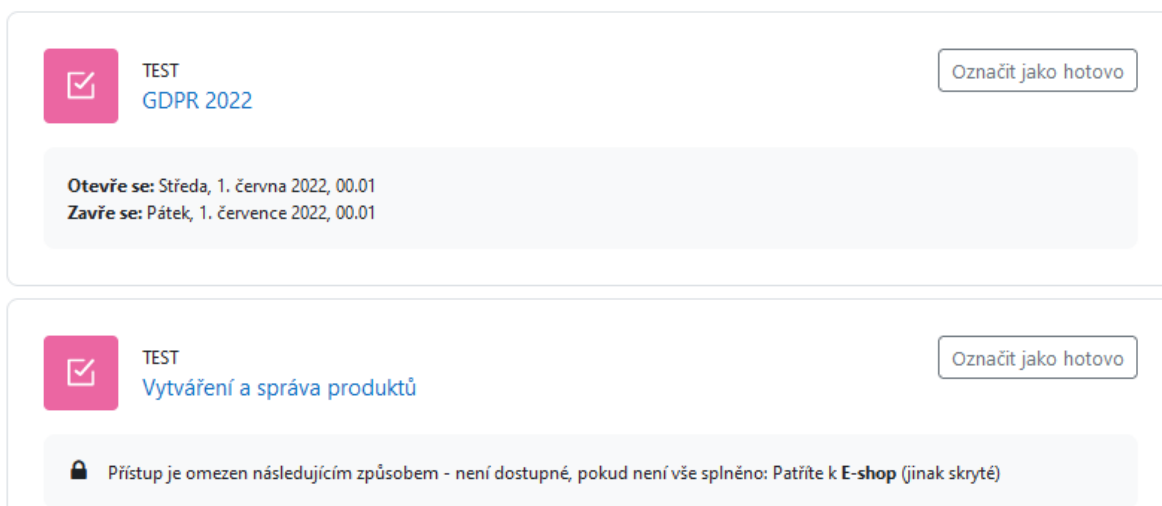 TEST
Označit jako hotovo
GDPR 2022
Otevře se: Středa, 1. června 2022, 00.01
Zavře se: Pátek, 1. července 2022, 00.01
TEST
Označit jako hotovo
Vytváření a správa produktů
Přístup je omezen následujícím způsobem - není dostupné, pokud není vše splněno: Patříte k E-shop (jinak skryté)